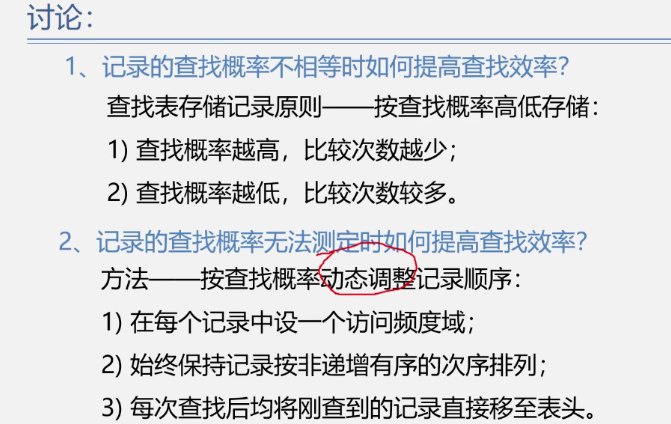 讨论：
1、记录的查找概率不相等时如何提高查找效率？
查找表存储记录原则——按查找概率高低存储：
1) 查找概率越高，比较次数越少；
2) 查找概率越低，比较次数较多。
2、记录的查找概率无法测定时如何提高查找效率？
方法——按查找概率动态调整记录顺序：
1) 在每个记录中设一个访问频度域；
2) 始终保持记录按非递增有序的次序排列；
3) 每次查找后均将刚查到的记录直接移至表头。